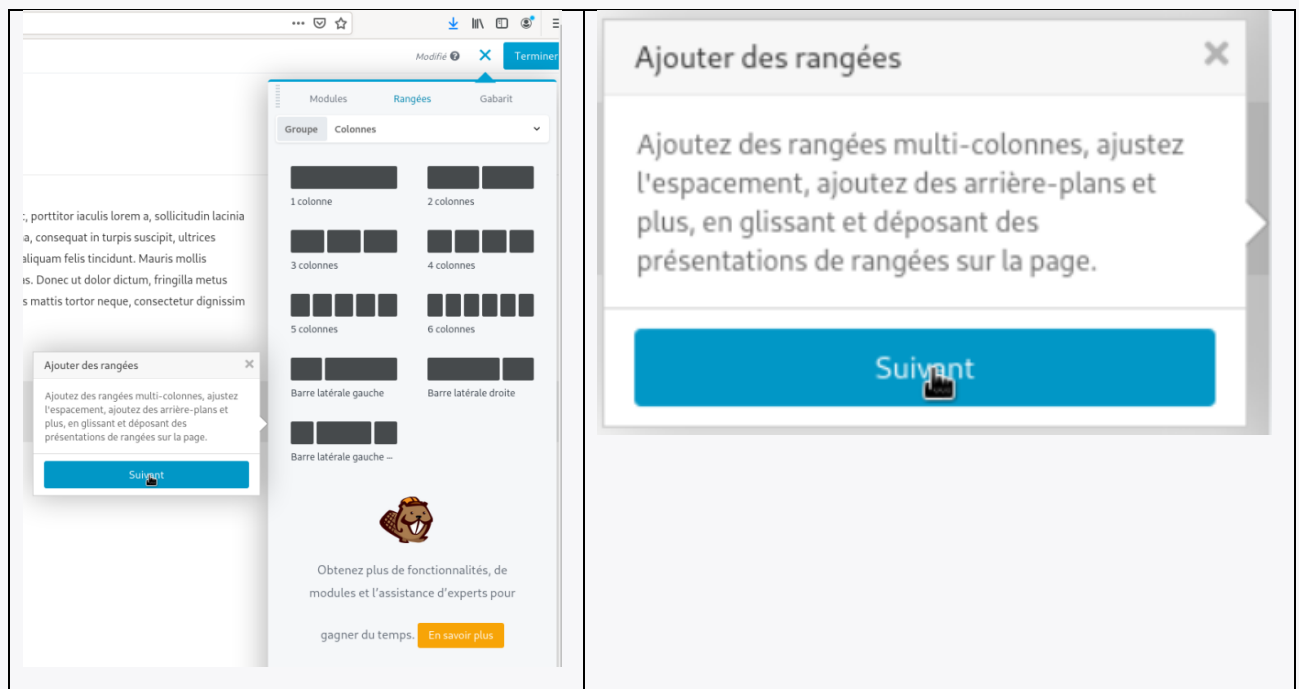 Modifié
Terminer
Modules Rangées Gabarit
Groupe Colonnes
1 colonne 2 colonnes
3 colonnes 4 colonnes
5 colonnes 6 colonnes
Barre latérale gauche Barre latérale droite
Barre latérale gauche –
Obtenez plus de fonctionnalités, de
modules et l'assistance d'experts pour
gagner du temps. En savoir plus
, porttitor iaculis lorem a, sollicitudin lacinia
, consequat in turpis suscipit, ultrices
aliquam felis tincidunt. Mauris mollis
. Donec ut dolor dictum, fringilla metus
s mattis tortor neque, consectetur dignissim
Ajouter des rangées
Ajoutez des rangées multi-colonnes, ajustez
l'espacement, ajoutez des arrière-plans et
plus, en glissant et déposant des
présentations de rangées sur la page.
Suivant
Ajouter des rangées
Ajoutez des rangées multi-colonnes, ajustez
l'espacement, ajoutez des arrière-plans et
plus, en glissant et déposant des
présentations de rangées sur la page.
Suivant